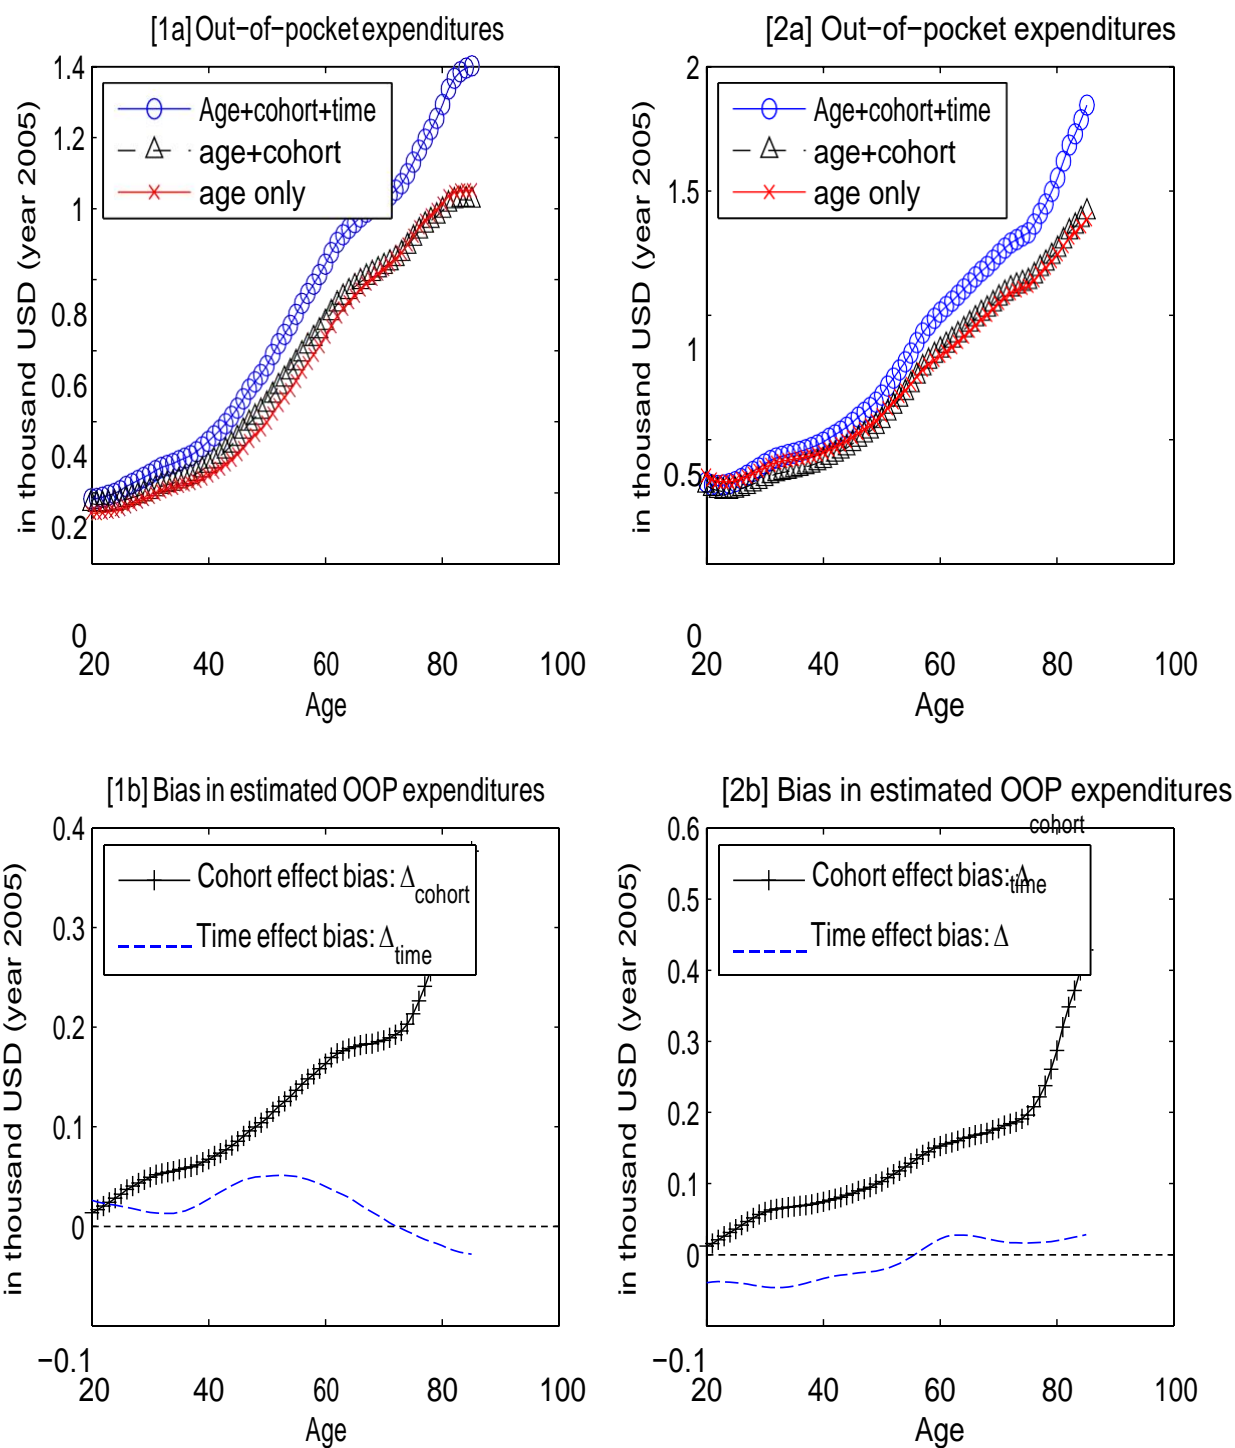 [1a] Out−of−pocket expenditures
in thousand USD (year 2005)
1.4
1.2
1
0.8
0.6
0.4
0.2
0
Age+cohort+time
age+cohort
age only
20 40 60 80 100
Age
[2a] Out−of−pocket expenditures
in thousand USD (year 2005)
2
1.5
1
0.5
0
Age+cohort+time
age+cohort
age only
20 40 60 80 100
Age
[1b] Bias in estimated OOP expenditures
in thousand USD (year 2005)
0.4
0.3
0.2
0.1
0
−0.1
Cohort effect bias: Δcohort
Time effect bias: Δtime
20 40 60 80 100
Age
[2b] Bias in estimated OOP expenditures
in thousand USD (year 2005)
0.6
0.5
0.4
0.3
0.2
0.1
0
−0.1
cohort
Cohort effect bias: Δ
time
Time effect bias: Δ
20 40 60 80 100
Age